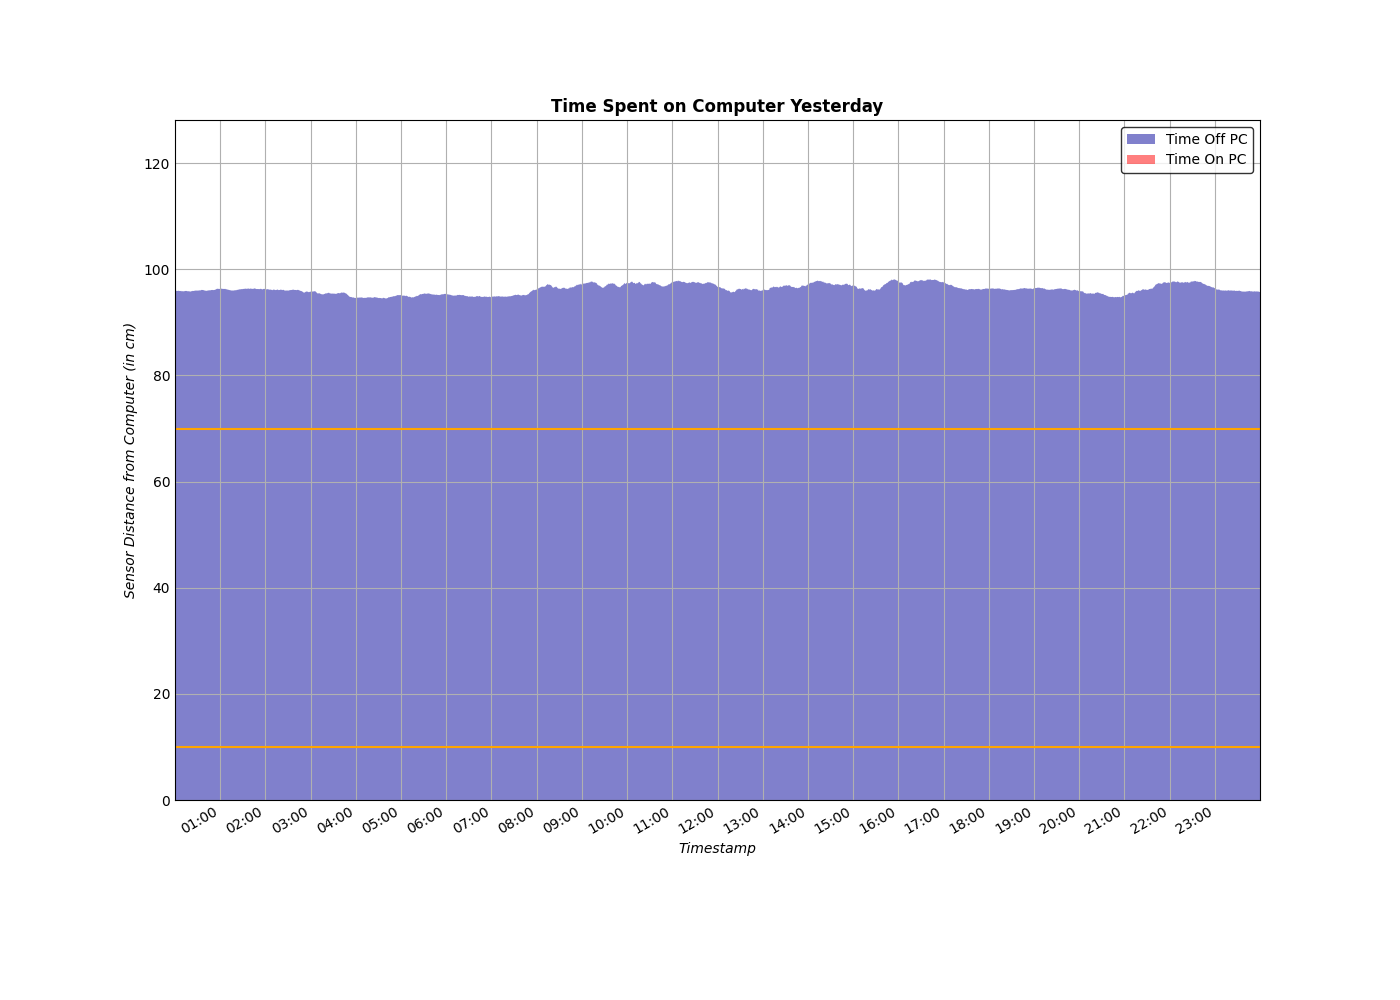 Time Spent on Computer Yesterday
Time Off PC
Time On PC
Sensor Distance from Computer (in cm)
120
100
80
60
40
20
0
01:00 02:00 03:00 04:00 05:00 06:00 07:00 08:00 09:00 10:00 11:00 12:00 13:00 14:00 15:00 16:00 17:00 18:00 19:00 20:00 21:00 22:00 23:00
Timestamp